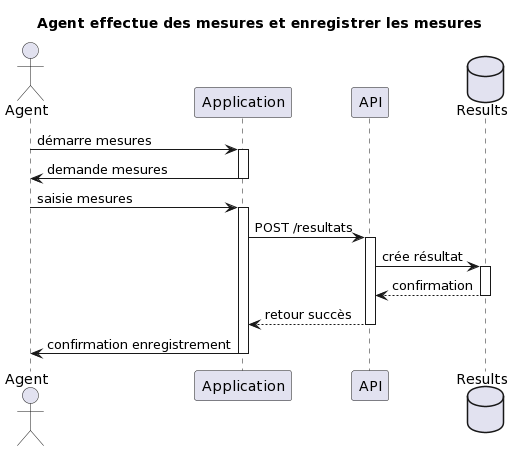 Agent effectue des mesures et enregistrer les mesures
Agent
Application
API
Results
démarre mesures
demande mesures
saisie mesures
POST /resultats
crée résultat
confirmation
retour succès
confirmation enregistrement
Agent
Application
API
Results